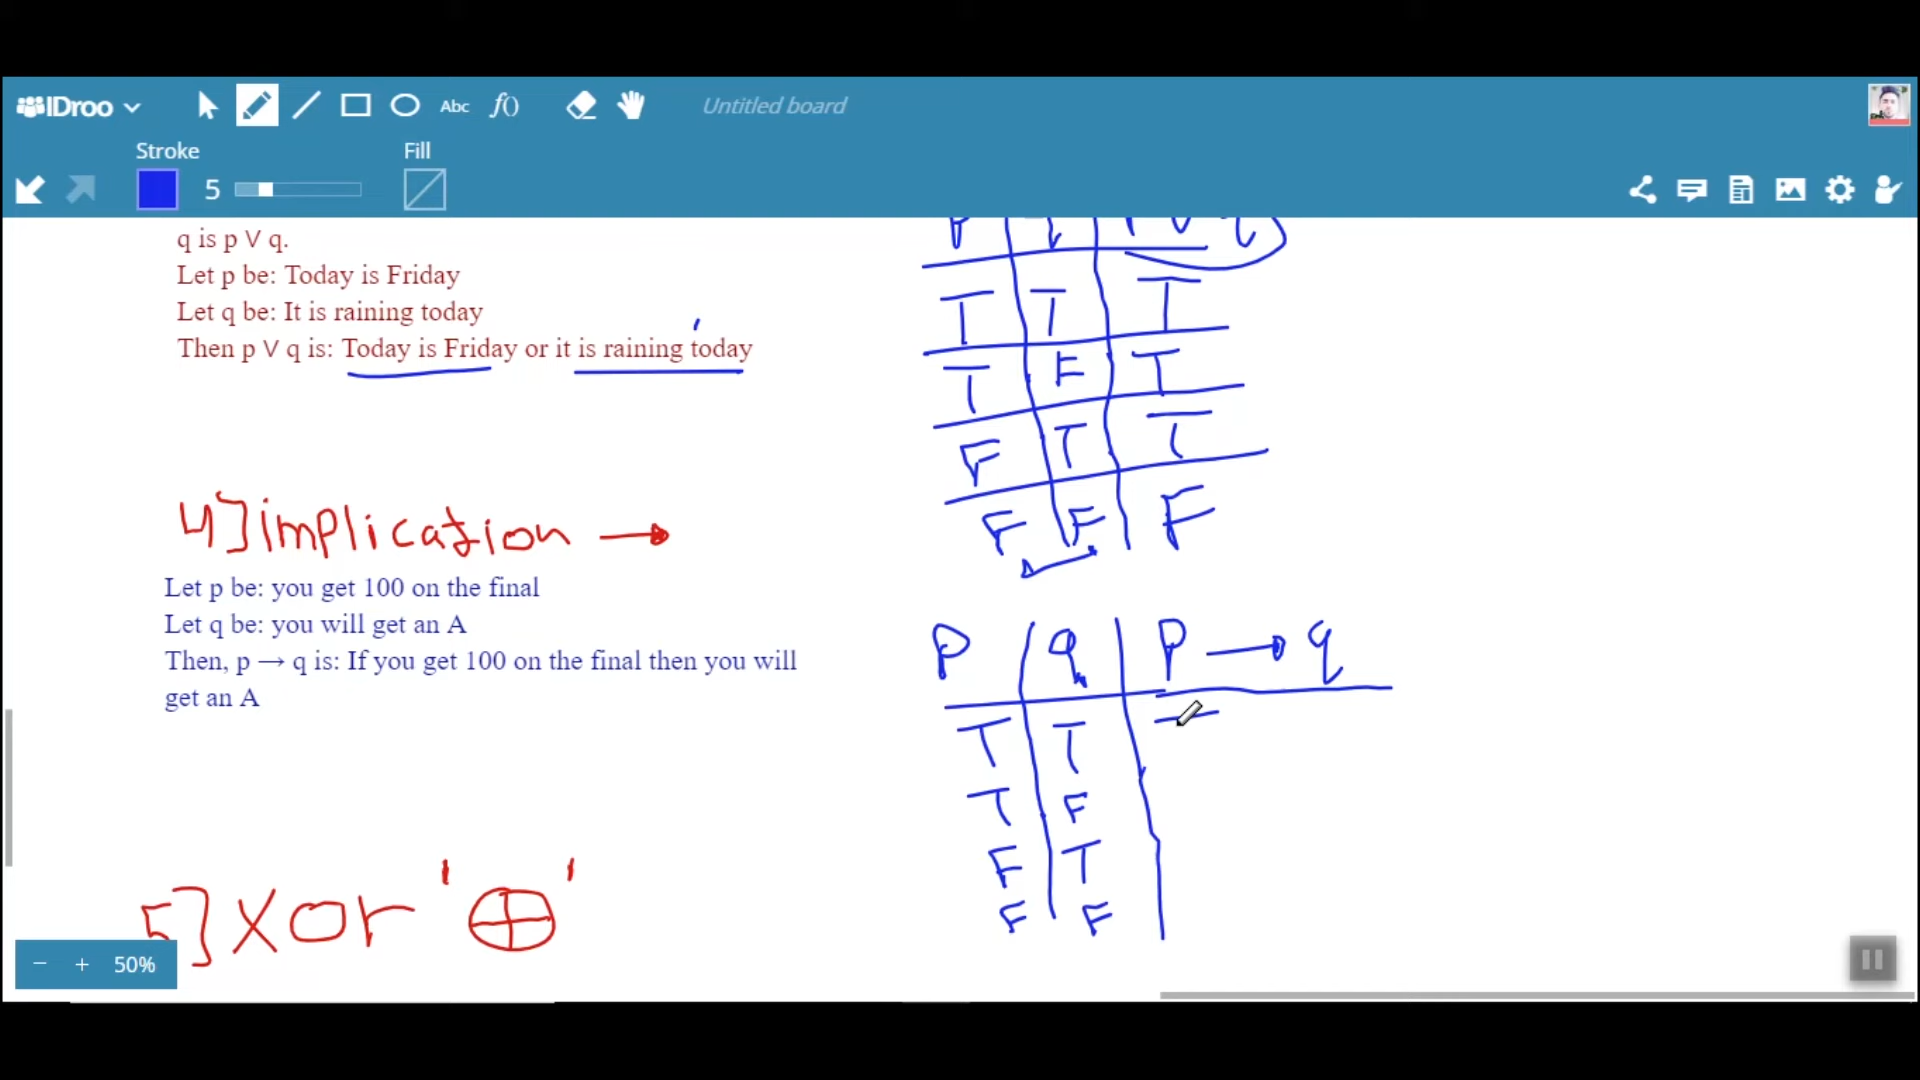 IDroo
Abc
f()
Untitled board
Stroke
Fill
5
q is p ∨ q.
Let p be: Today is Friday
Let q be: It is raining today
Then p ∨ q is: Today is Friday or it is raining today
4] implication →
Let p be: you get 100 on the final
Let q be: you will get an A
Then, p → q is: If you get 100 on the final then you will
get an A
5] Xor '⊕'
− + 50%
T T T
T F T
F T T
F F F
P q P → q
T T
T F
F T
F F